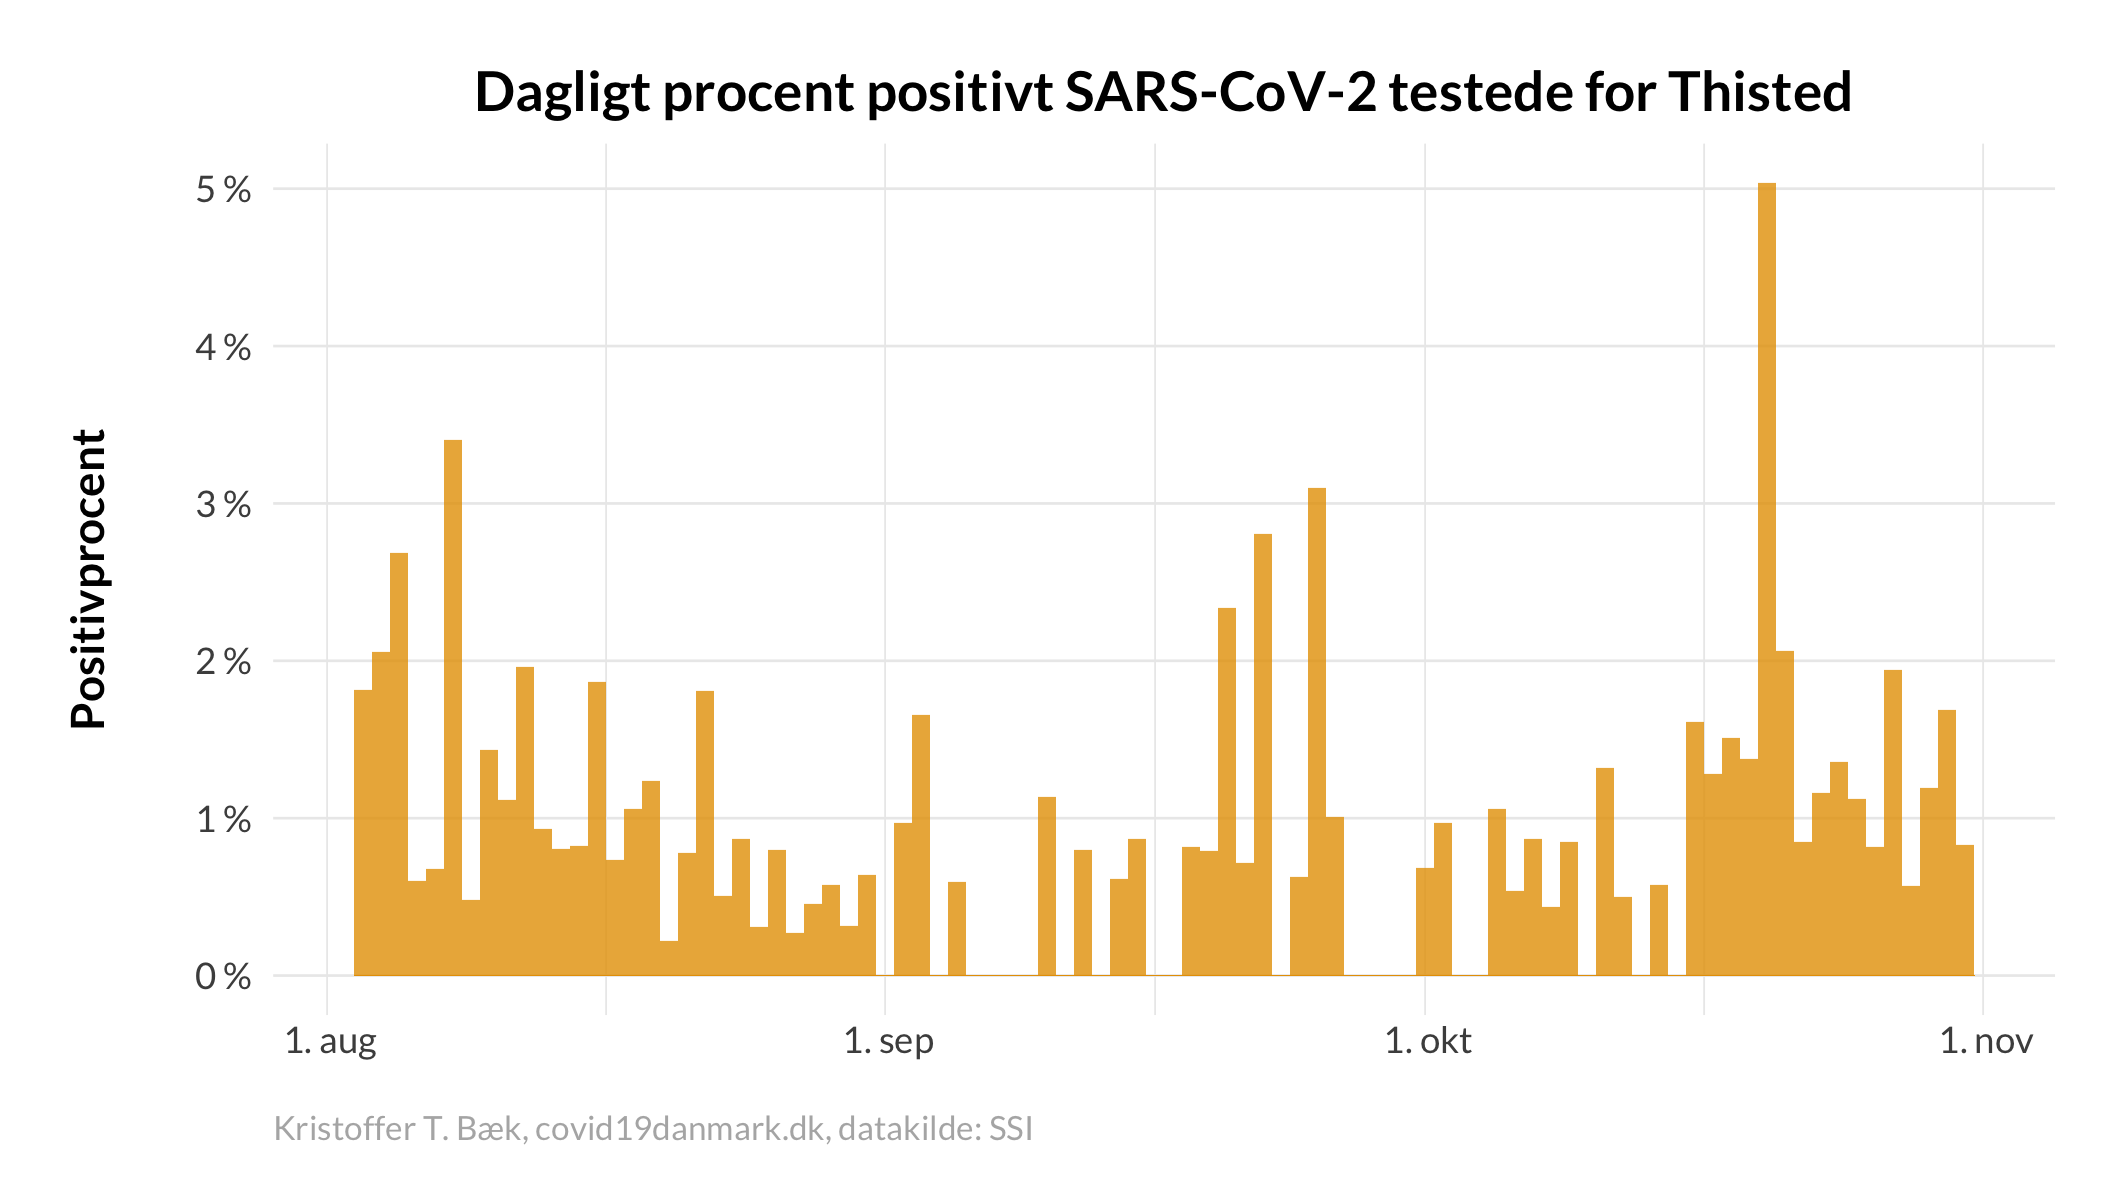 Dagligt procent positivt SARS-CoV-2 testede for Thisted
Positivprocent
5 %
4 %
3 %
2 %
1 %
0 %
1. aug
1. sep
1. okt
1. nov
Kristoffer T. Bæk, covid19danmark.dk, datakilde: SSI